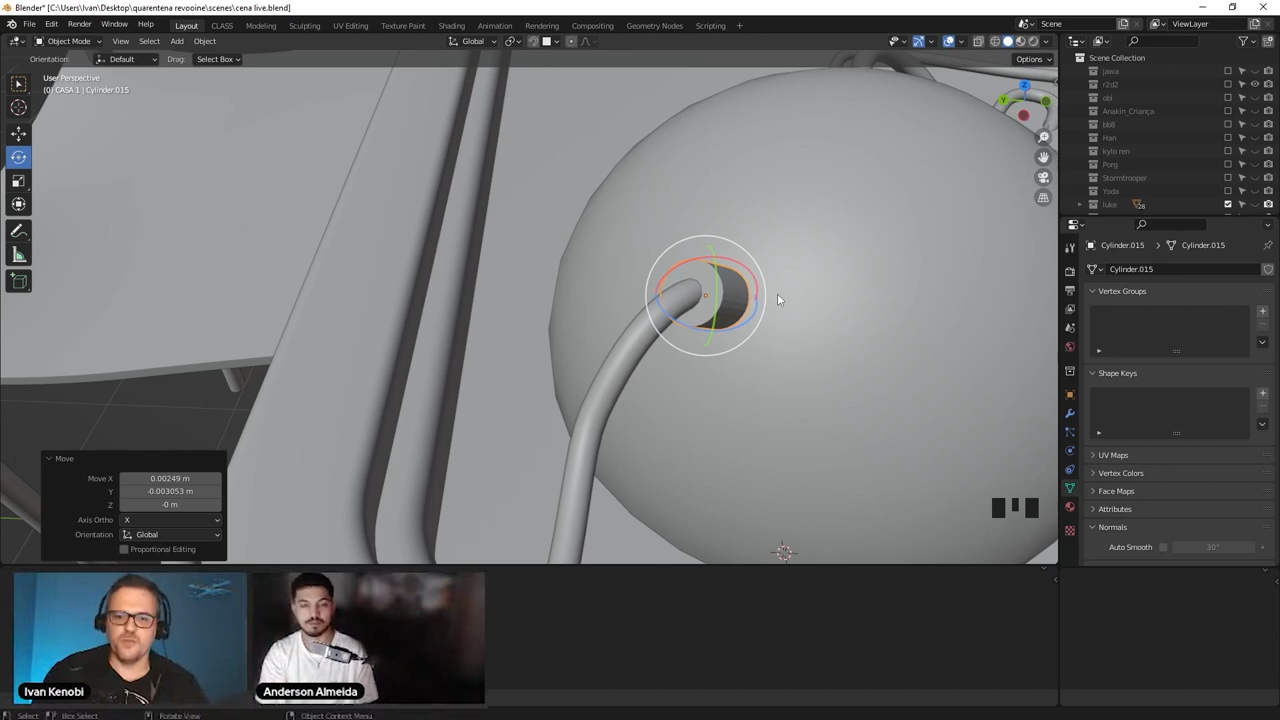 Blender* [C:\Users\Ivan\Desktop\quarentena revooine\scenes\cena live.blend]
File Edit Render Window Help Layout CLASS Modeling Sculpting UV Editing Texture Paint Shading Animation Rendering Compositing Geometry Nodes Scripting Scene ViewLayer
Object Mode View Select Add Object Global
Orientation: Default Drag: Select Box Options
User Perspective
(0) CASA 1 | Cylinder.015
Z
Y
Scene Collection
jawa
r2d2
obi
Anakin_Criança
bb8
Han
kylo ren
Porg
Stormtrooper
Yoda
luke 28
Cylinder.015 > Cylinder.015
Cylinder.015
Vertex Groups
Shape Keys
UV Maps
Vertex Colors
Face Maps
Attributes
Normals
Auto Smooth 30°
Move
Move X 0.00249 m
Y -0.003053 m
Z -0 m
Axis Ortho X
Orientation Global
Proportional Editing
Ivan Kenobi
Anderson Almeida
Select Box Select Rotate View Object Context Menu